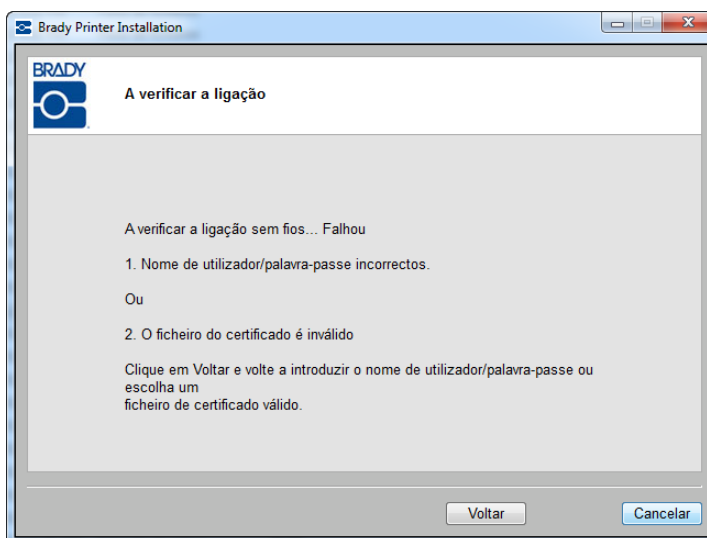 Brady Printer Installation
BRADY
A verificar a ligação
A verificar a ligação sem fios... Falhou
1. Nome de utilizador/palavra-passe incorrectos.
Ou
2. O ficheiro do certificado é inválido
Clique em Voltar e volte a introduzir o nome de utilizador/palavra-passe ou
escolha um
ficheiro de certificado válido.
Voltar
Cancelar